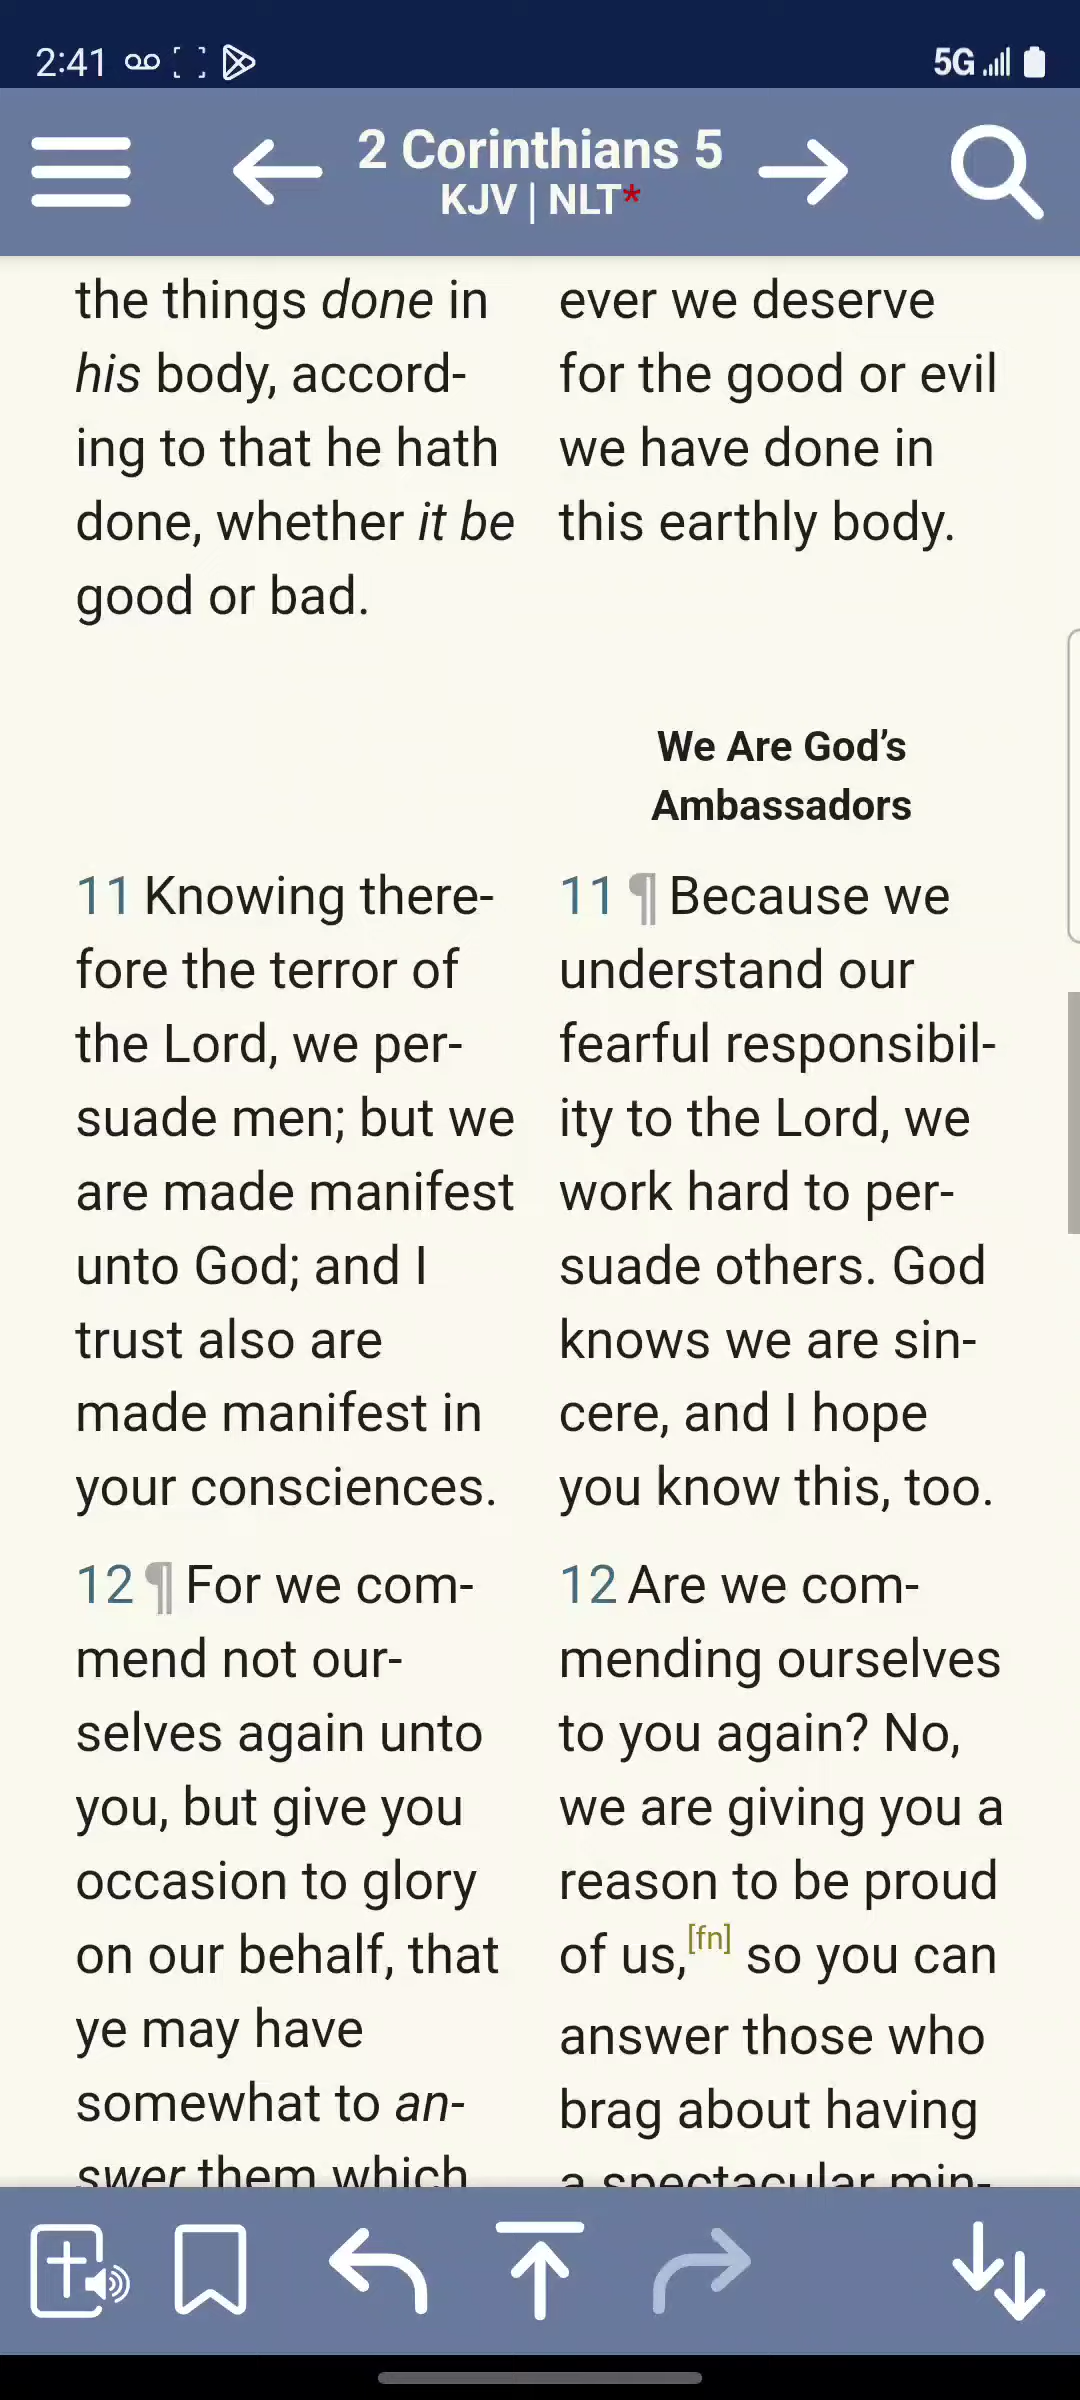 2:41
5G
2 Corinthians 5
KJV | NLT*
the things done in
his body, accord-
ing to that he hath
done, whether it be
good or bad.
11 Knowing there-
fore the terror of
the Lord, we per-
suade men; but we
are made manifest
unto God; and I
trust also are
made manifest in
your consciences.
12 ¶ For we com-
mend not our-
selves again unto
you, but give you
occasion to glory
on our behalf, that
ye may have
somewhat to an-
swer them which
ever we deserve
for the good or evil
we have done in
this earthly body.
We Are God’s
Ambassadors
11 ¶ Because we
understand our
fearful responsibil-
ity to the Lord, we
work hard to per-
suade others. God
knows we are sin-
cere, and I hope
you know this, too.
12 Are we com-
mending ourselves
to you again? No,
we are giving you a
reason to be proud
of us,[fn] so you can
answer those who
brag about having
a spectacular min-